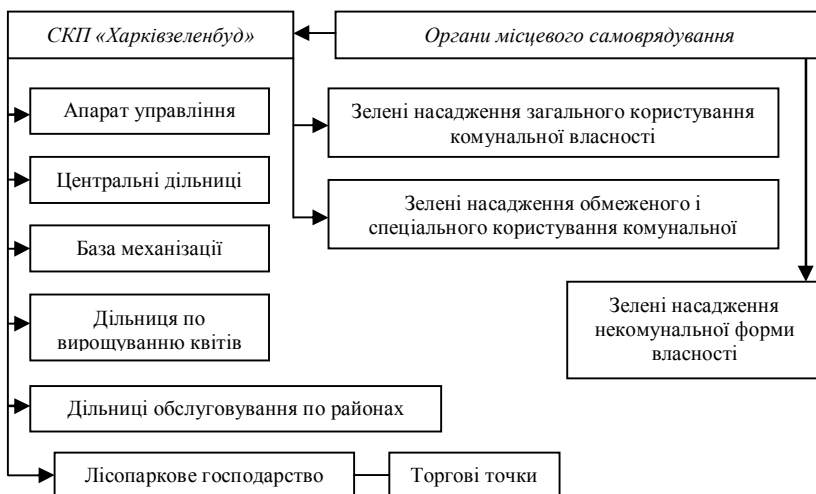 СКП «Харківзеленбуд»
Органи місцевого самоврядування
Апарат управління
Зелені насадження загального користування
комунальної власності
Центральні дільниці
Зелені насадження обмеженого і
спеціального користування комунальної
База механізації
Зелені насадження
некомунальної форми
власності
Дільниця по
вирощуванню квітів
Дільниці обслуговування по районах
Лісопаркове господарство
Торгові точки